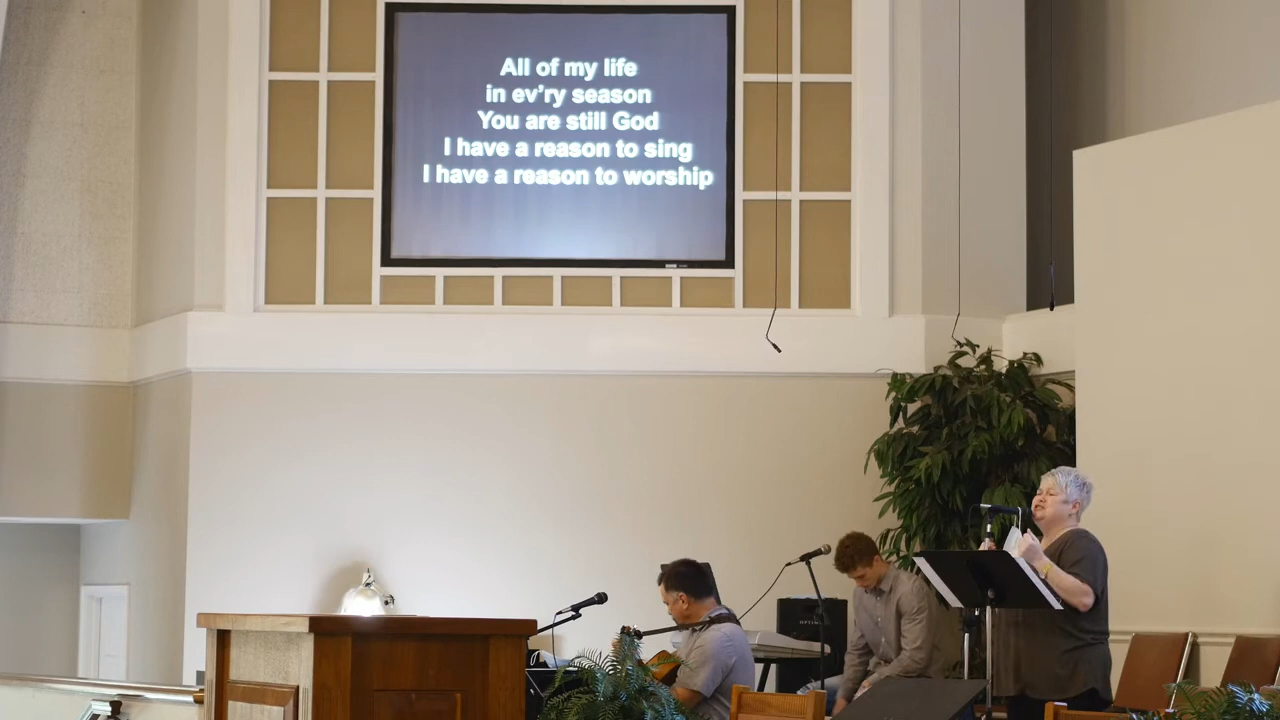 All of my life
in ev'ry season
You are still God
I have a reason to sing
I have a reason to worship